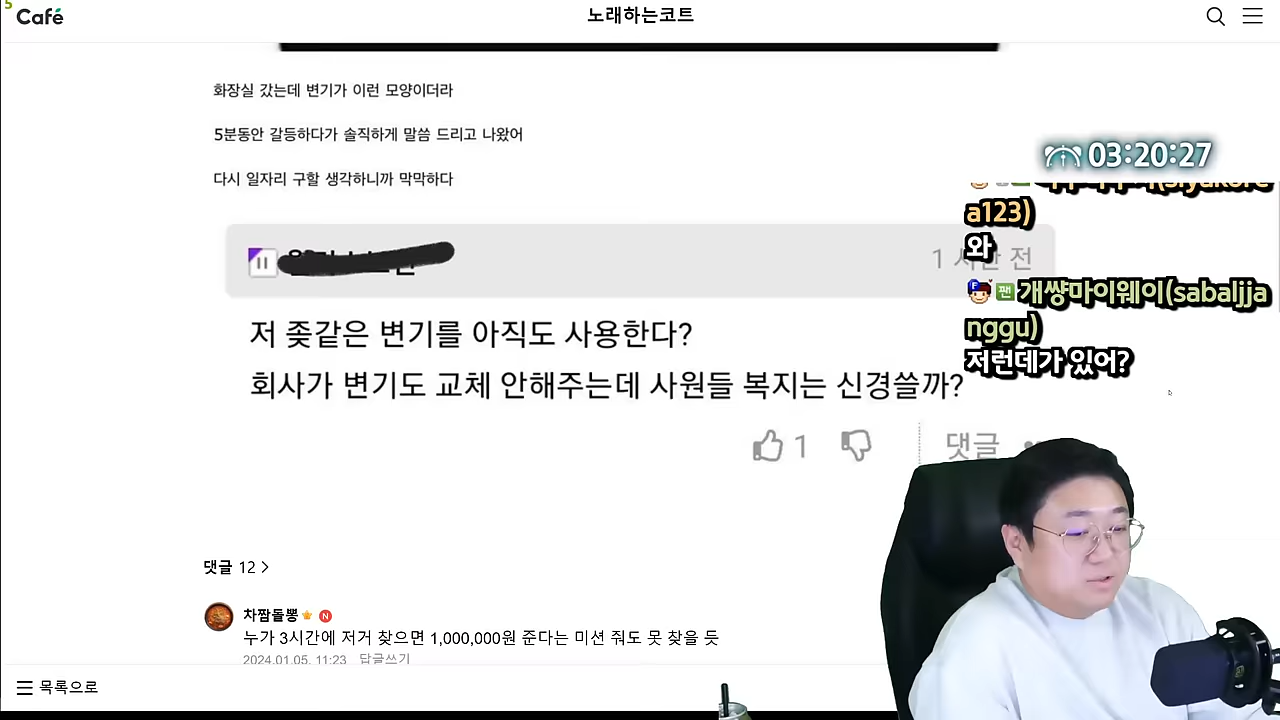 5
Café
노래하는코트
화장실 갔는데 변기가 이런 모양이더라
5분동안 갈등하다가 솔직하게 말씀 드리고 나왔어
다시 일자리 구할 생각하니까 막막하다
03:20:27
a123)
와
1 시간 전
F 팬 개썅마이웨이(sabaljja
nggu)
저런데가 있어?
저 좆같은 변기를 아직도 사용한다?
회사가 변기도 교체 안해주는데 사원들 복지는 신경쓸까?
1
댓글
댓글 12 >
차짬돌뽕 N
누가 3시간에 저거 찾으면 1,000,000원 준다는 미션 줘도 못 찾을 듯
2024.01.05. 11:23 답글쓰기
목록으로